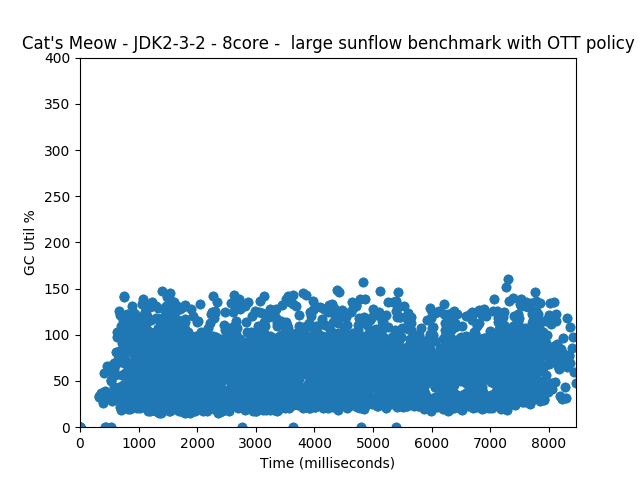 Cat's Meow - JDK2-3-2 - 8core -  large sunflow benchmark with OTT policy
400
350
300
250
200
150
100
50
0
GC Util %
0 1000 2000 3000 4000 5000 6000 7000 8000
Time (milliseconds)